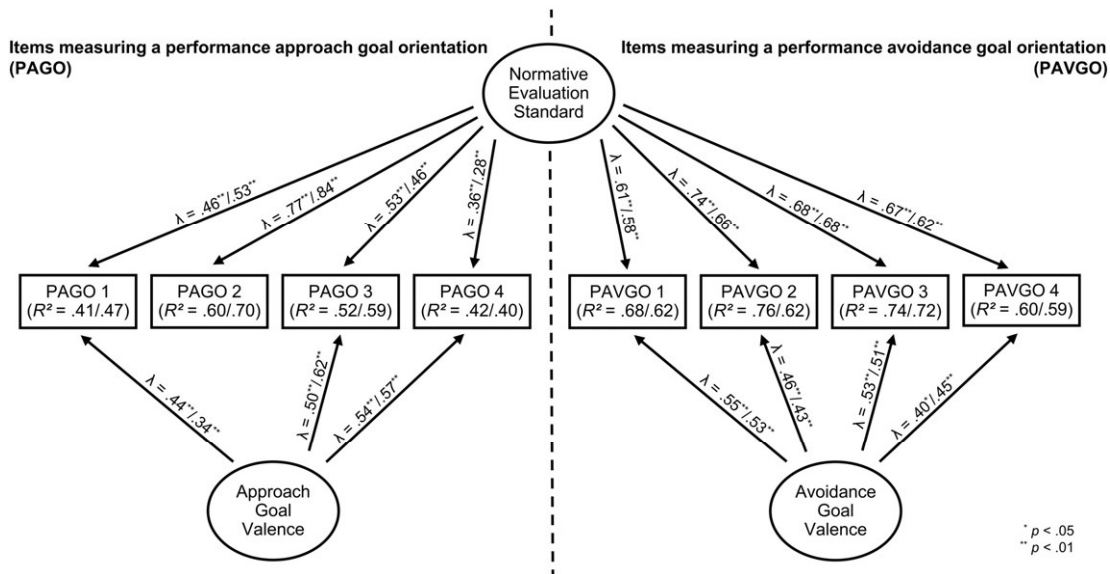 Items measuring a performance approach goal orientation
(PAGO)
Normative
Evaluation
Standard
Items measuring a performance avoidance goal orientation
(PAVGO)
λ = .46**/.53**
λ = .77**/.84**
λ = .53**/.46**
λ = .36**/.28**
λ = .61**/.58**
λ = .74**/.66**
λ = .68**/.68**
λ = .67**/.62**
PAGO 1
(R² = .41/.47)
PAGO 2
(R² = .60/.70)
PAGO 3
(R² = .52/.59)
PAGO 4
(R² = .42/.40)
PAVGO 1
(R² = .68/.62)
PAVGO 2
(R² = .76/.62)
PAVGO 3
(R² = .74/.72)
PAVGO 4
(R² = .60/.59)
λ = .44**/.34**
λ = .50**/.62**
λ = .54**/.57**
λ = .55**/.53**
λ = .46**/.43**
λ = .53**/.51**
λ = .40*/.45**
Approach
Goal
Valence
Avoidance
Goal
Valence
* p < .05
** p < .01